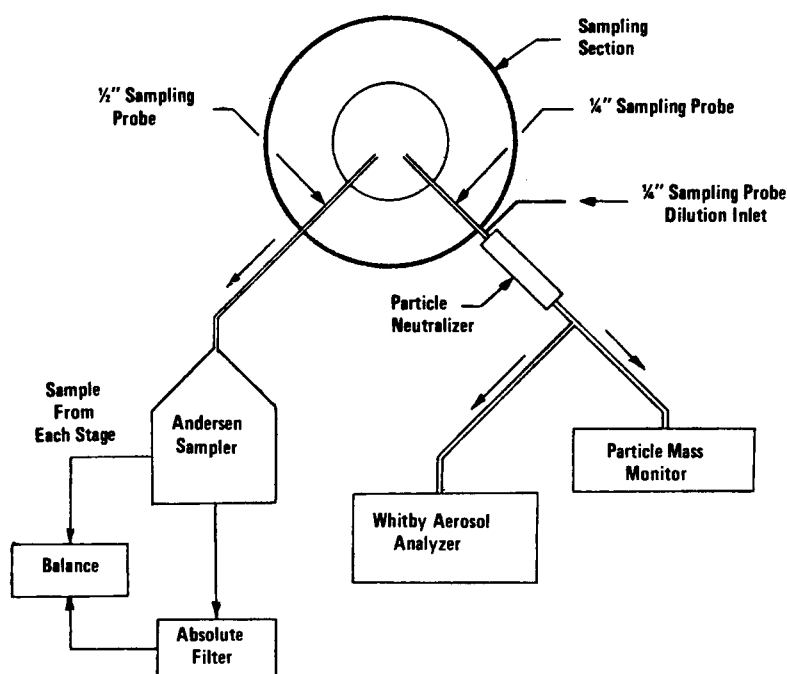 Sampling
Section
½" Sampling
Probe
¼" Sampling Probe
¼" Sampling Probe
Dilution Inlet
Particle
Neutralizer
Sample
From
Each Stage
Andersen
Sampler
Particle Mass
Monitor
Whitby Aerosol
Analyzer
Balance
Absolute
Filter